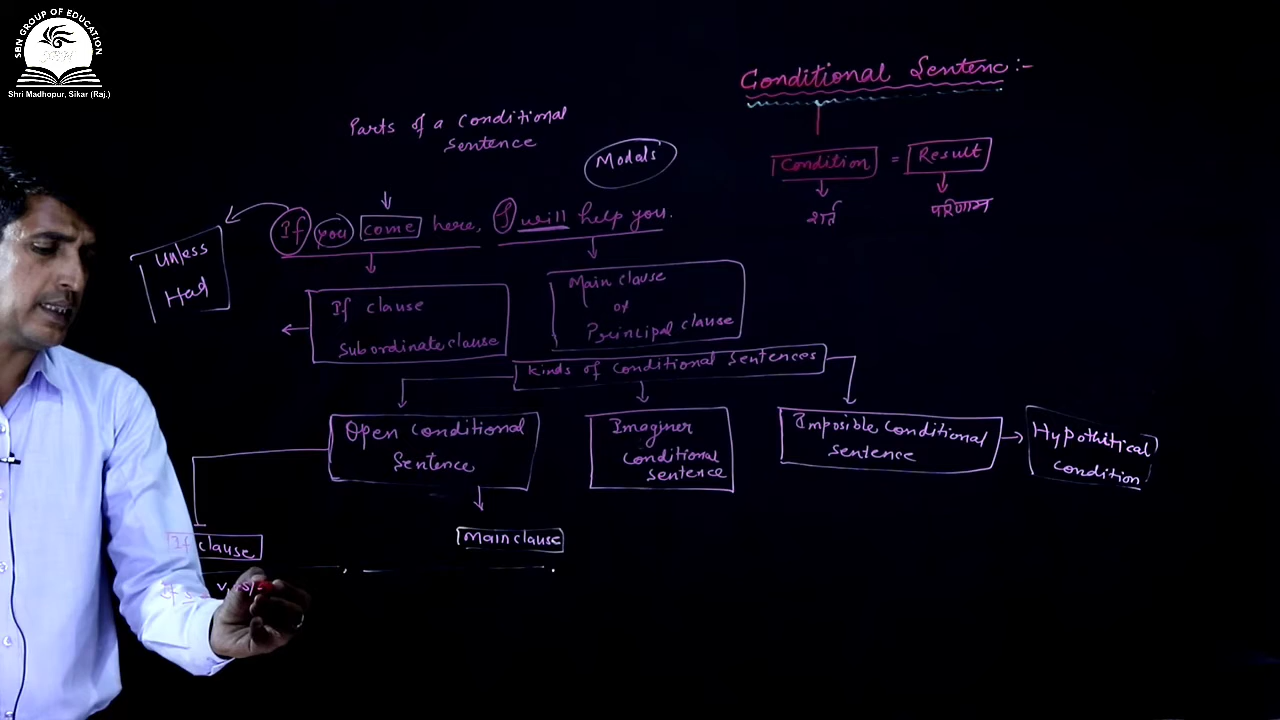 SBN GROUP OF EDUCATION
Shri Madhopur, Sikar (Raj.)
Conditional Sentenc :-
Condition = Result
शर्त परिणाम
Parts of a Conditional
sentence
Modals
If you come here, I will help you.
Unless
Had
If clause
Subordinate clause
Main clause
or
Principal clause
Kinds of Conditional Sentences
Open Conditional
Sentence
Imaginer
Conditional
sentence
Imposible Conditional
sentence
Hypothitical
condition
If clause
Main clause